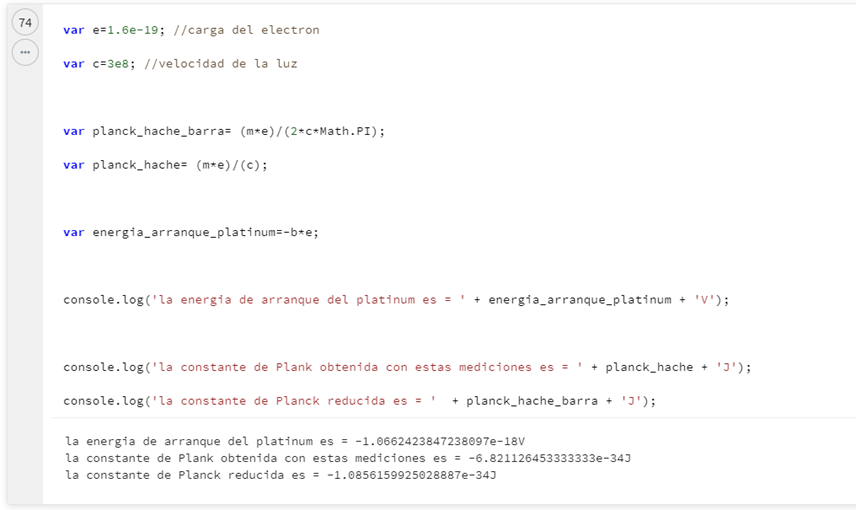 74
var e=1.6e-19; //carga del electron
var c=3e8; //velocidad de la luz
var planck_hache_barra= (m*e)/(2*c*Math.PI);
var planck_hache= (m*e)/(c);
var energia_arranque_platinum=-b*e;
console.log('la energia de arranque del platinum es = ' + energia_arranque_platinum + 'V');
console.log('la constante de Plank obtenida con estas mediciones es = ' + planck_hache + 'J');
console.log('la constante de Planck reducida es = '  + planck_hache_barra + 'J');
la energia de arranque del platinum es = -1.0662423847238097e-18V
la constante de Plank obtenida con estas mediciones es = -6.821126453333333e-34J
la constante de Planck reducida es = -1.0856159925028887e-34J